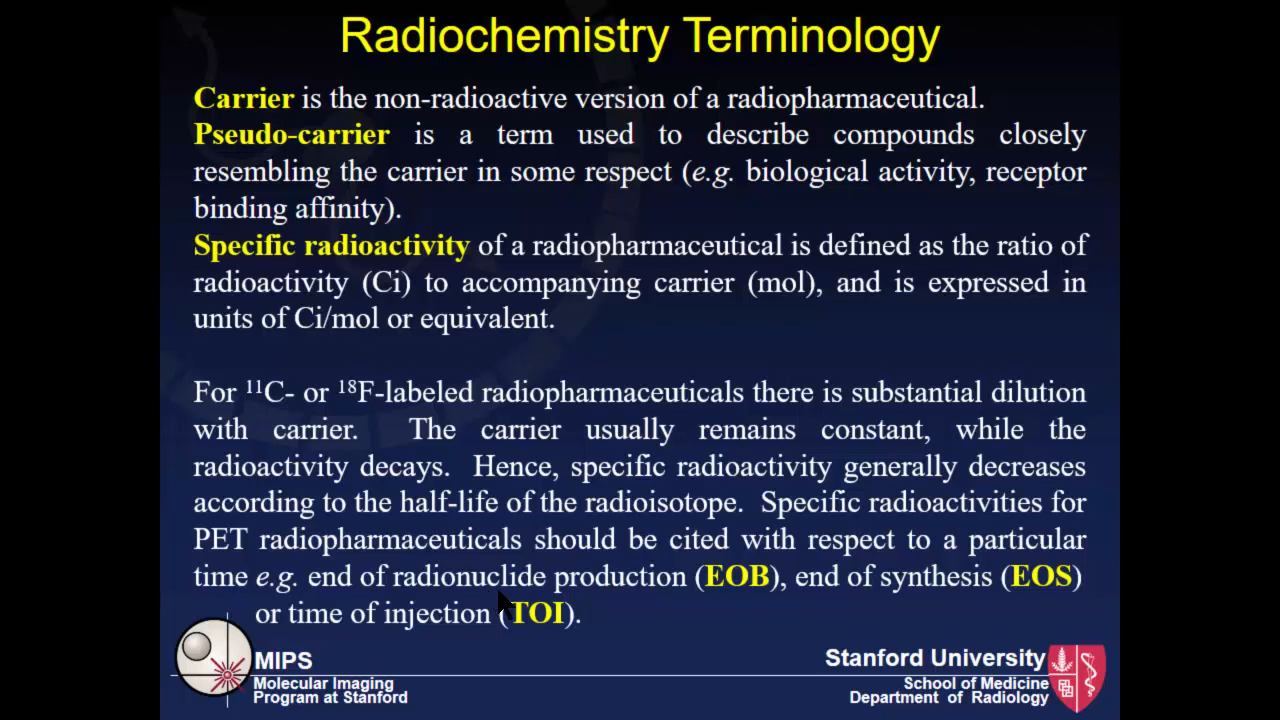 Radiochemistry Terminology
Carrier is the non-radioactive version of a radiopharmaceutical.
Pseudo-carrier is a term used to describe compounds closely
resembling the carrier in some respect (e.g. biological activity, receptor
binding affinity).
Specific radioactivity of a radiopharmaceutical is defined as the ratio of
radioactivity (Ci) to accompanying carrier (mol), and is expressed in
units of Ci/mol or equivalent.
For ¹¹C- or ¹⁸F-labeled radiopharmaceuticals there is substantial dilution
with carrier. The carrier usually remains constant, while the
radioactivity decays. Hence, specific radioactivity generally decreases
according to the half-life of the radioisotope. Specific radioactivities for
PET radiopharmaceuticals should be cited with respect to a particular
time e.g. end of radionuclide production (EOB), end of synthesis (EOS)
or time of injection (TOI).
MIPS
Molecular Imaging
Program at Stanford
Stanford University
School of Medicine
Department of Radiology